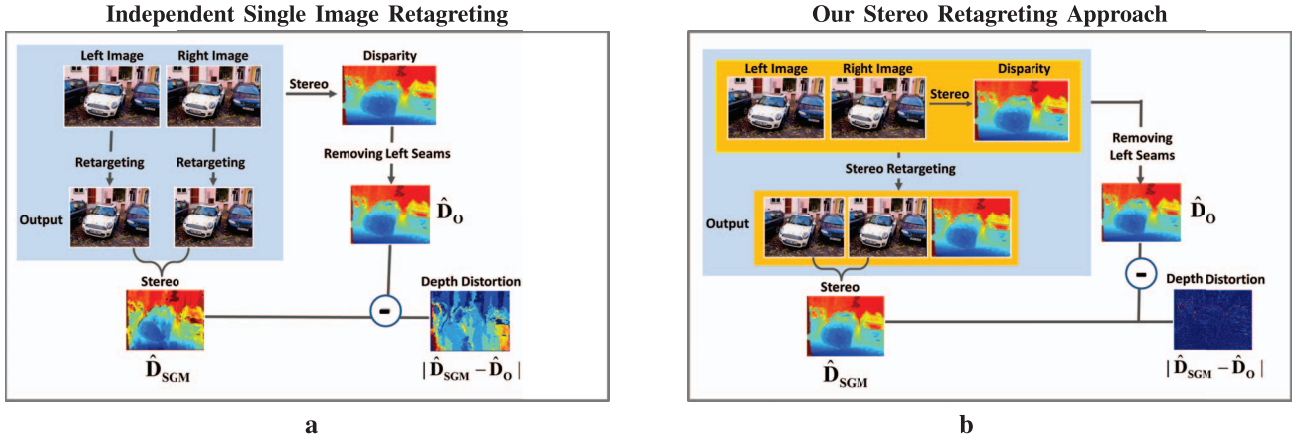 Independent Single Image Retagreting
Left Image
Right Image
Disparity
Stereo
Retargeting
Retargeting
Removing Left Seams
Output
D̂O
Stereo
Depth Distortion
-
D̂SGM
| D̂SGM − D̂O |
a
Our Stereo Retagreting Approach
Left Image
Right Image
Disparity
Stereo
Removing
Left Seams
Stereo Retargeting
Output
D̂O
-
Stereo
Depth Distortion
D̂SGM
| D̂SGM − D̂O |
b